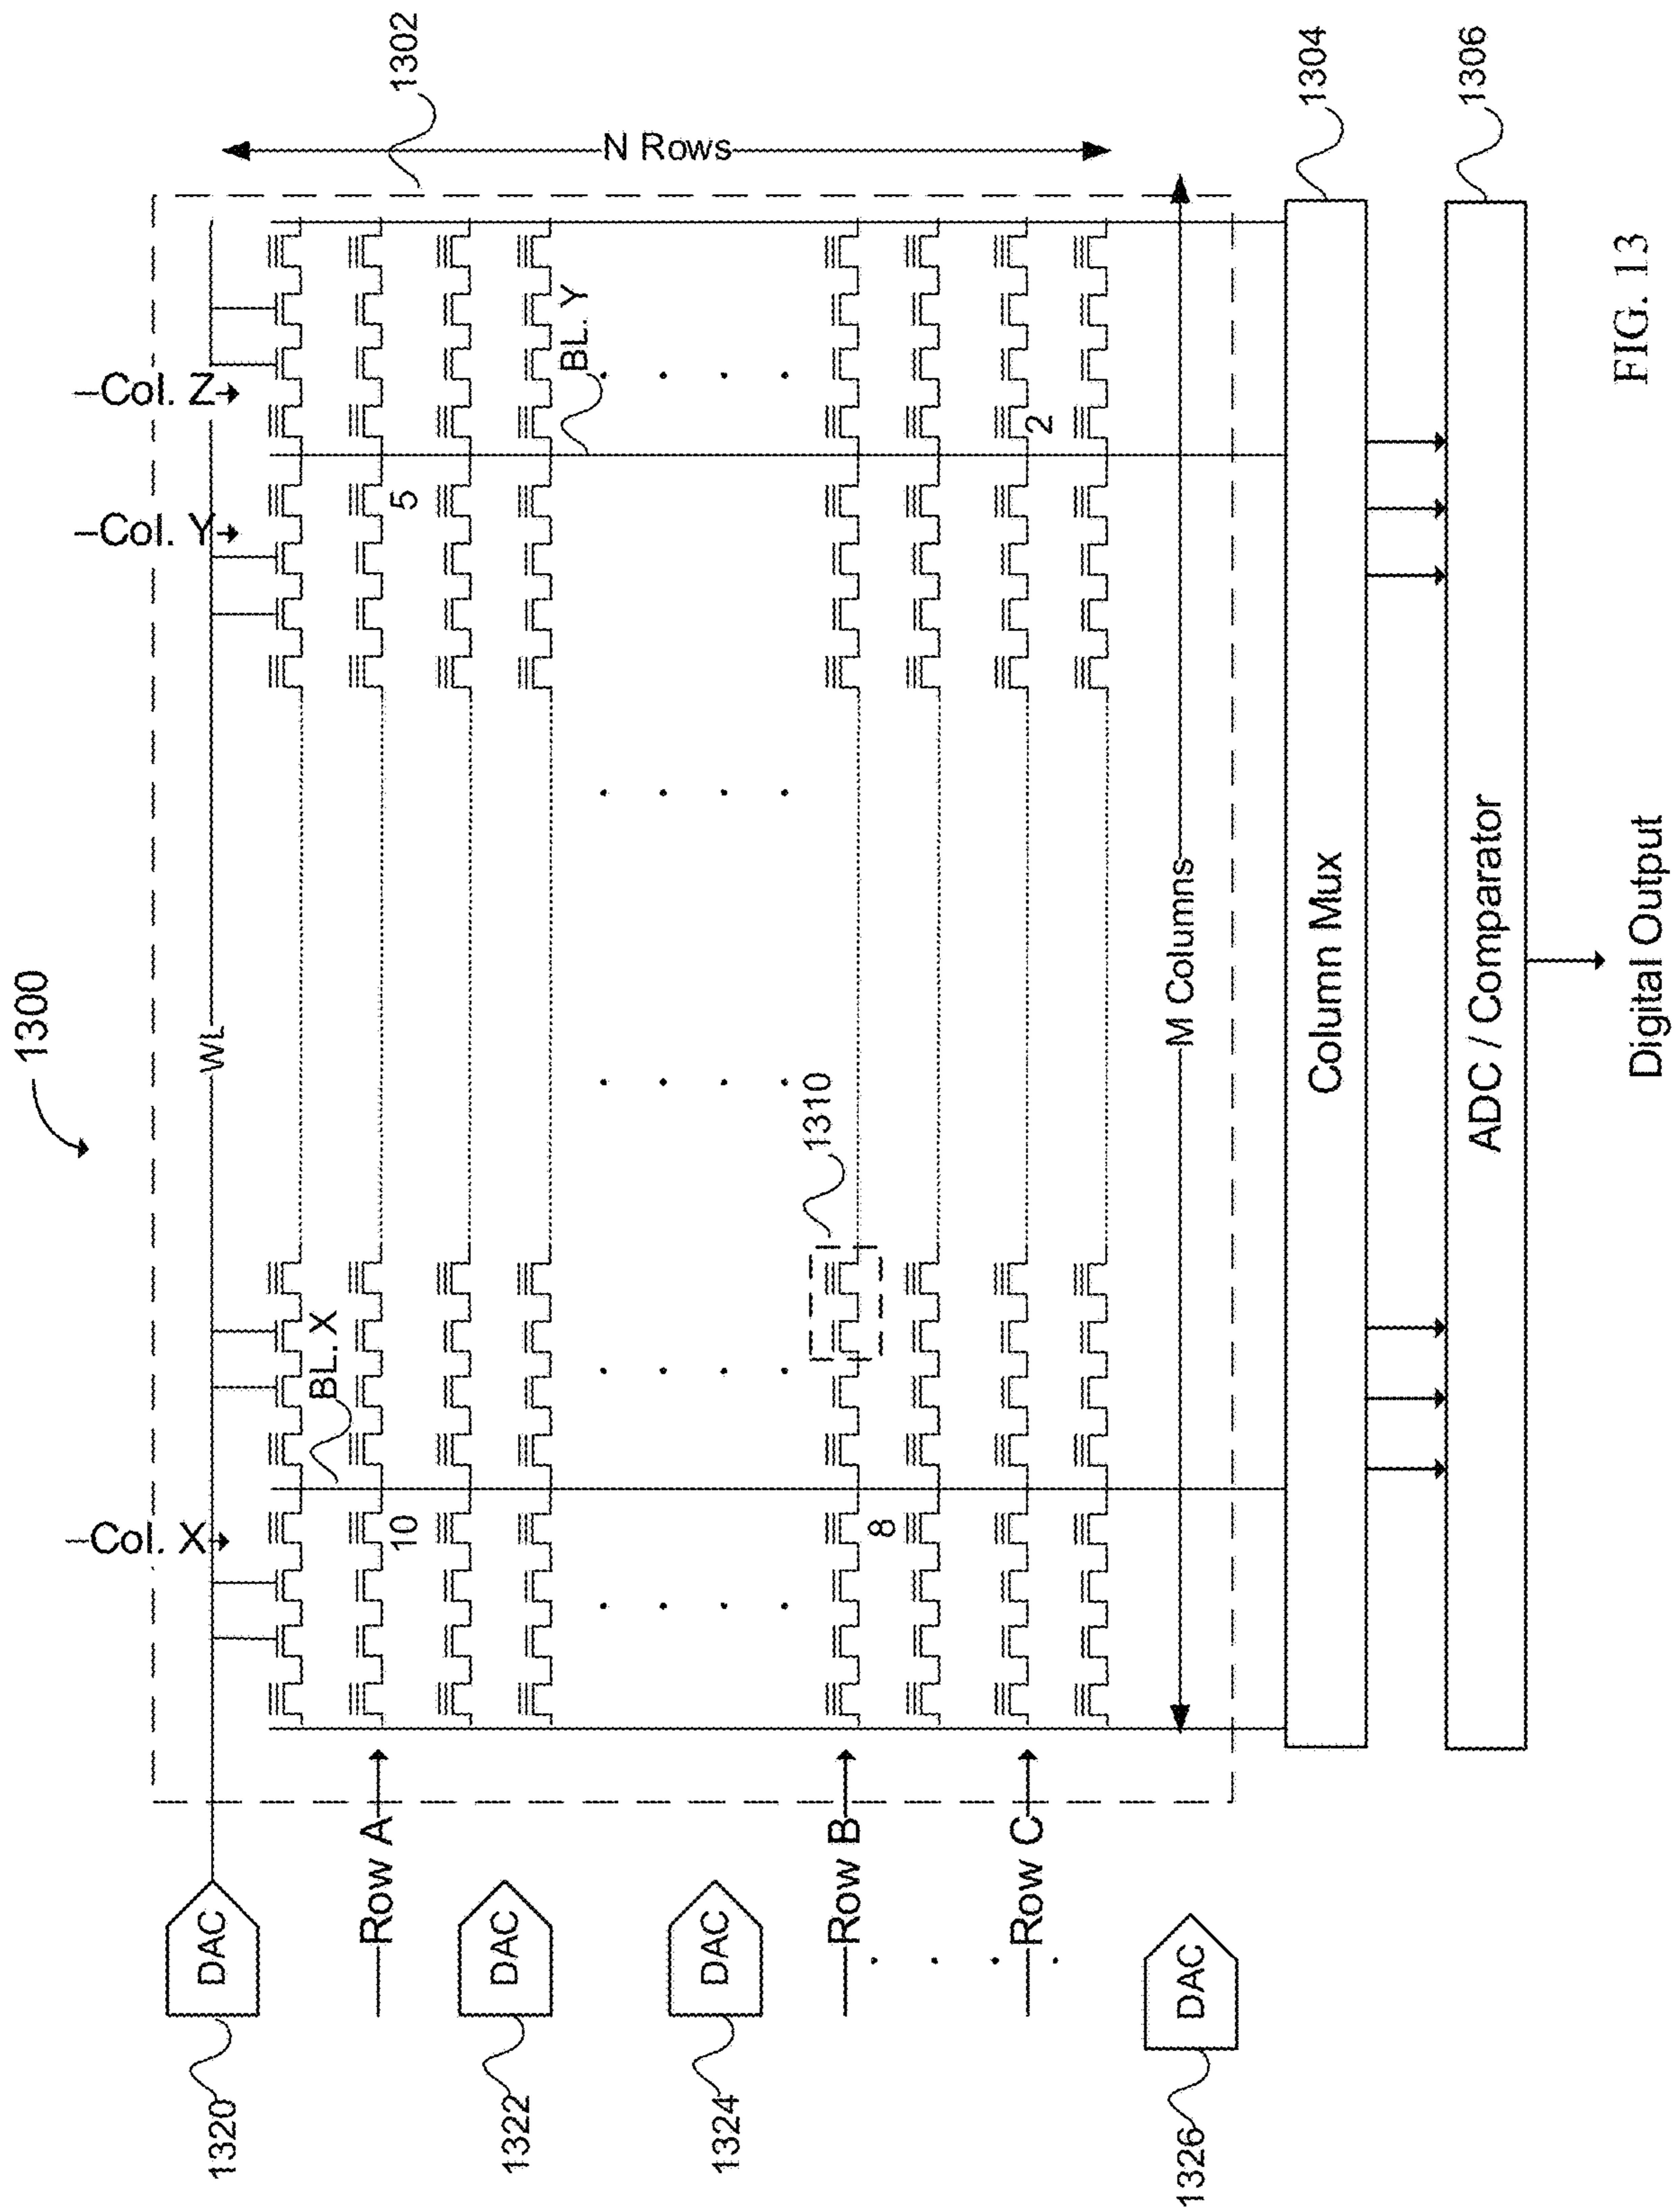 1300
1302
WL
Col. X
Col. Y
Col. Z
N Rows
DAC
1320
Row A
BL. X
10
5
DAC
1322
BL. Y
DAC
1324
Row B
1310
8
Row C
2
DAC
1326
M Columns
Column Mux
1304
ADC / Comparator
1306
Digital Output
FIG. 13